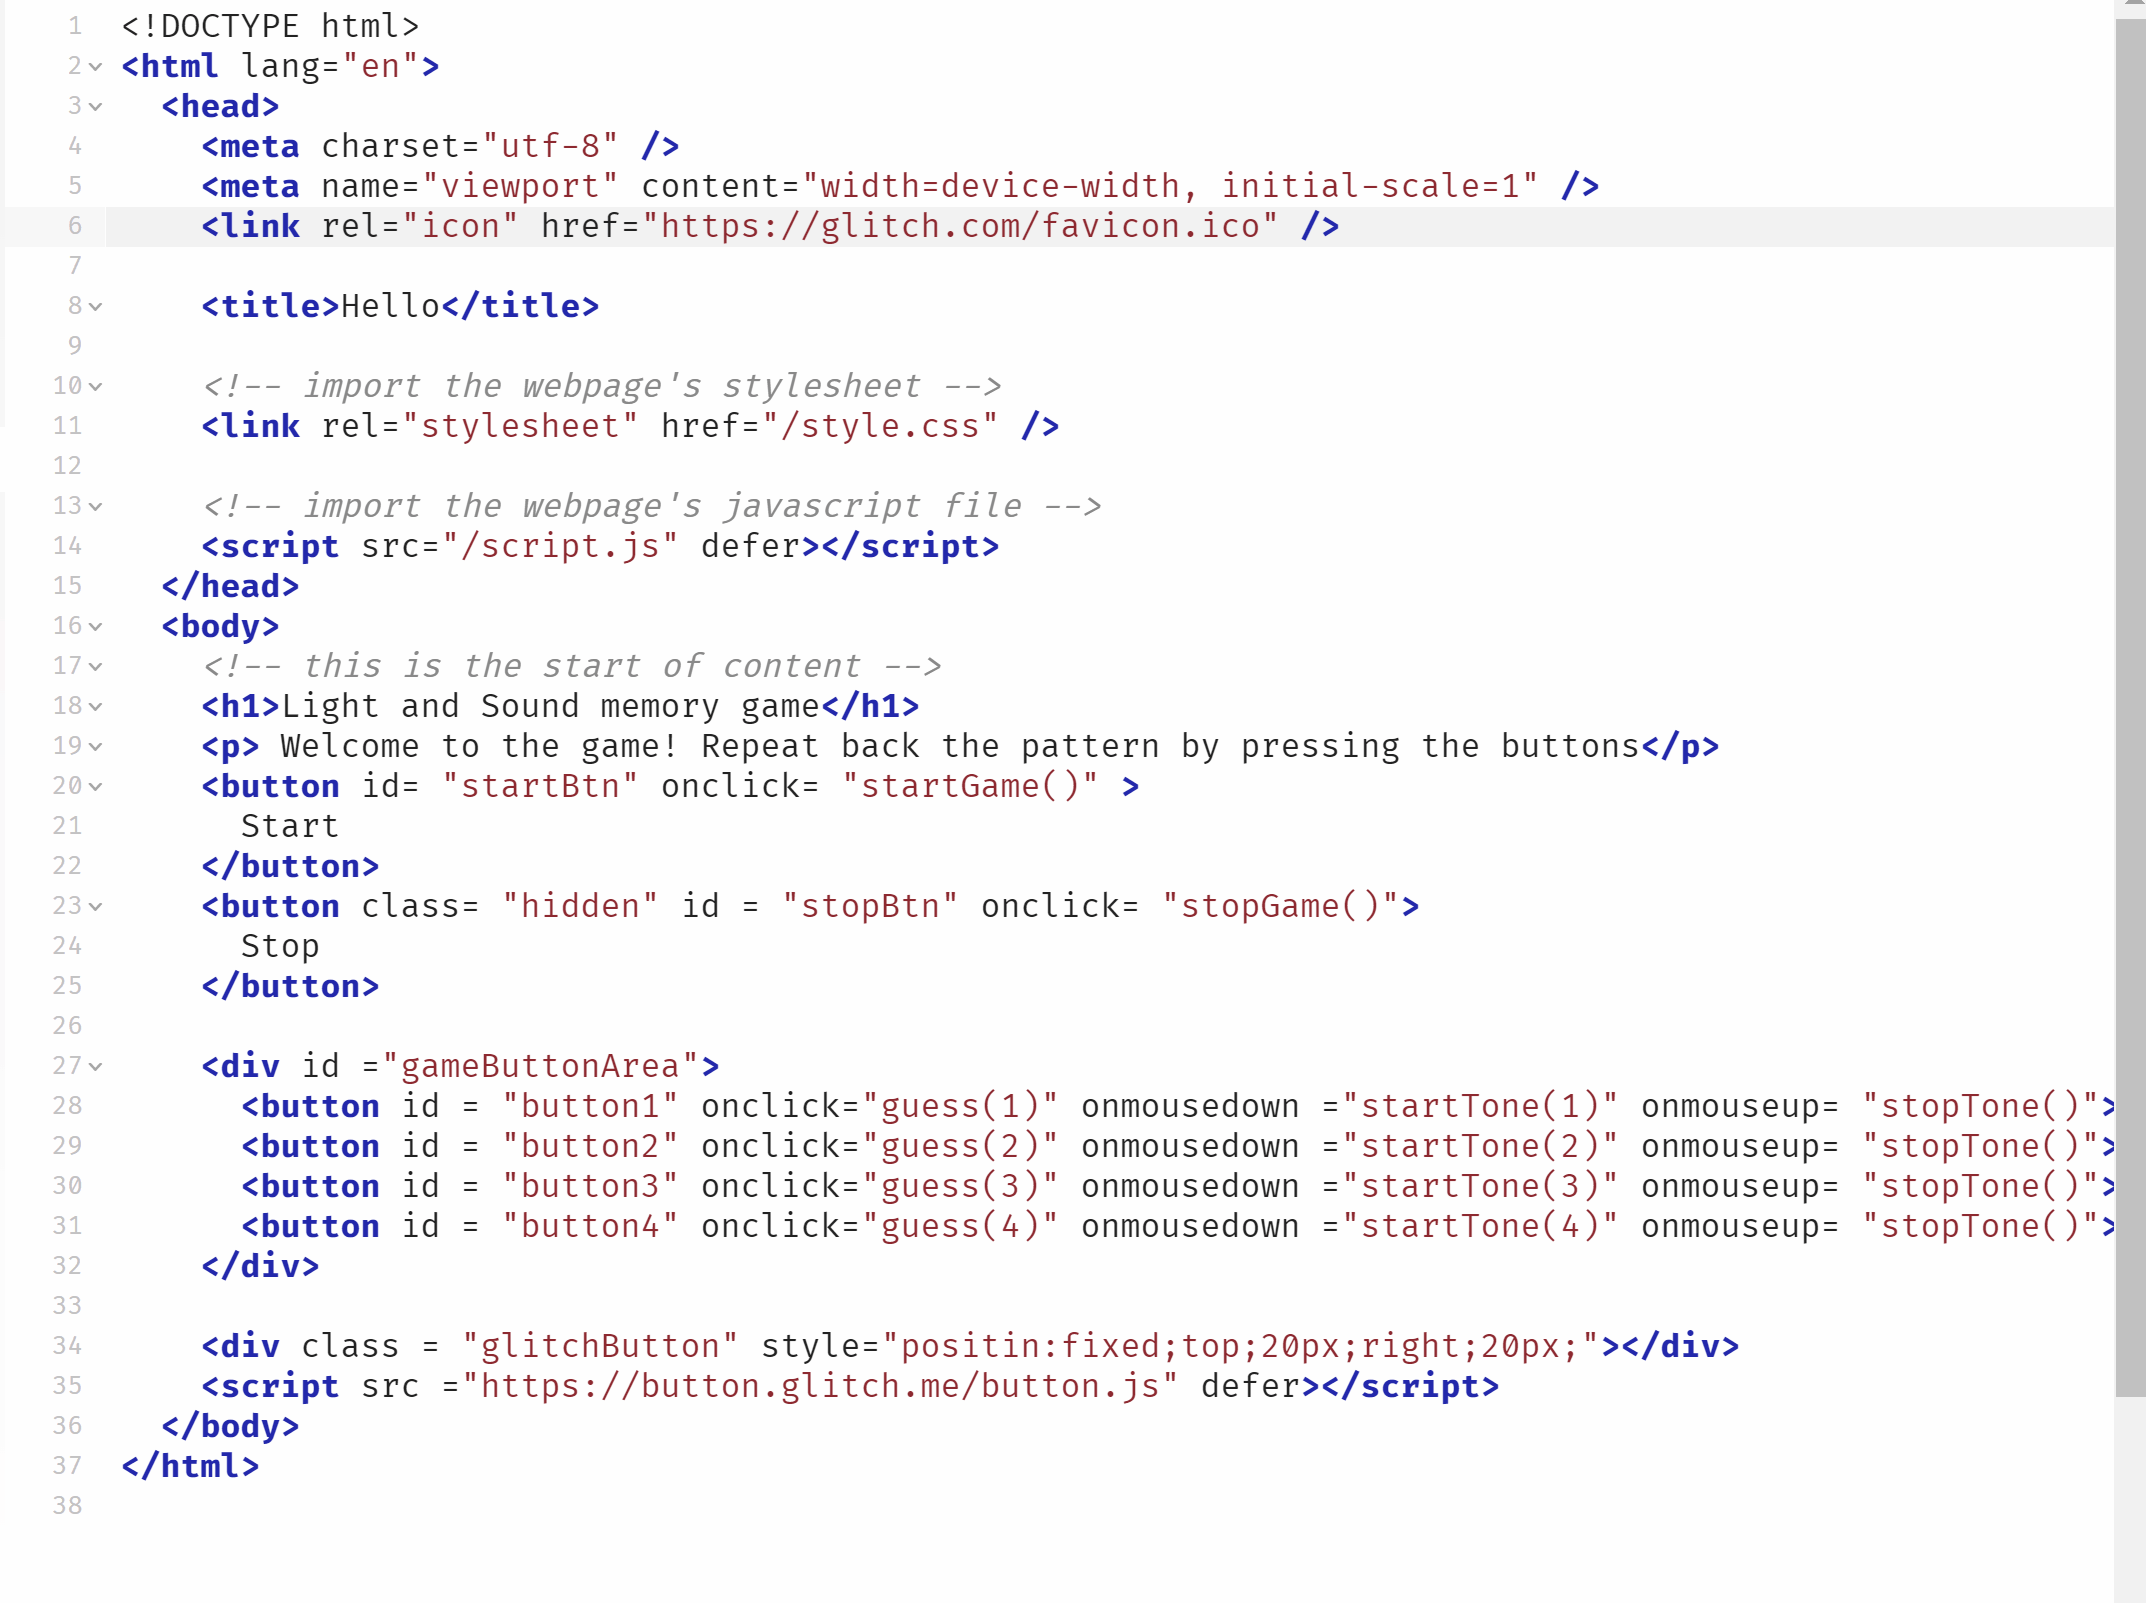 1 <!DOCTYPE html>
2 <html lang="en">
3 <head>
4 <meta charset="utf-8" />
5 <meta name="viewport" content="width=device-width, initial-scale=1" />
6 <link rel="icon" href="https://glitch.com/favicon.ico" />
7
8 <title>Hello</title>
9
10 <!-- import the webpage's stylesheet -->
11 <link rel="stylesheet" href="/style.css" />
12
13 <!-- import the webpage's javascript file -->
14 <script src="/script.js" defer></script>
15 </head>
16 <body>
17 <!-- this is the start of content -->
18 <h1>Light and Sound memory game</h1>
19 <p> Welcome to the game! Repeat back the pattern by pressing the buttons</p>
20 <button id= "startBtn" onclick= "startGame()" >
21 Start
22 </button>
23 <button class= "hidden" id = "stopBtn" onclick= "stopGame()">
24 Stop
25 </button>
26
27 <div id ="gameButtonArea">
28 <button id = "button1" onclick="guess(1)" onmousedown ="startTone(1)" onmouseup= "stopTone()">
29 <button id = "button2" onclick="guess(2)" onmousedown ="startTone(2)" onmouseup= "stopTone()">
30 <button id = "button3" onclick="guess(3)" onmousedown ="startTone(3)" onmouseup= "stopTone()">
31 <button id = "button4" onclick="guess(4)" onmousedown ="startTone(4)" onmouseup= "stopTone()">
32 </div>
33
34 <div class = "glitchButton" style="positin:fixed;top;20px;right;20px;"></div>
35 <script src ="https://button.glitch.me/button.js" defer></script>
36 </body>
37 </html>
38